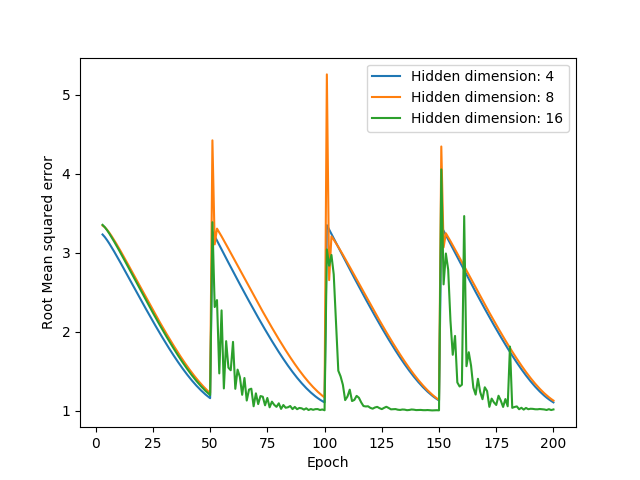 Hidden dimension: 4
Hidden dimension: 8
Hidden dimension: 16
5
4
3
2
1
Root Mean squared error
0 25 50 75 100 125 150 175 200
Epoch